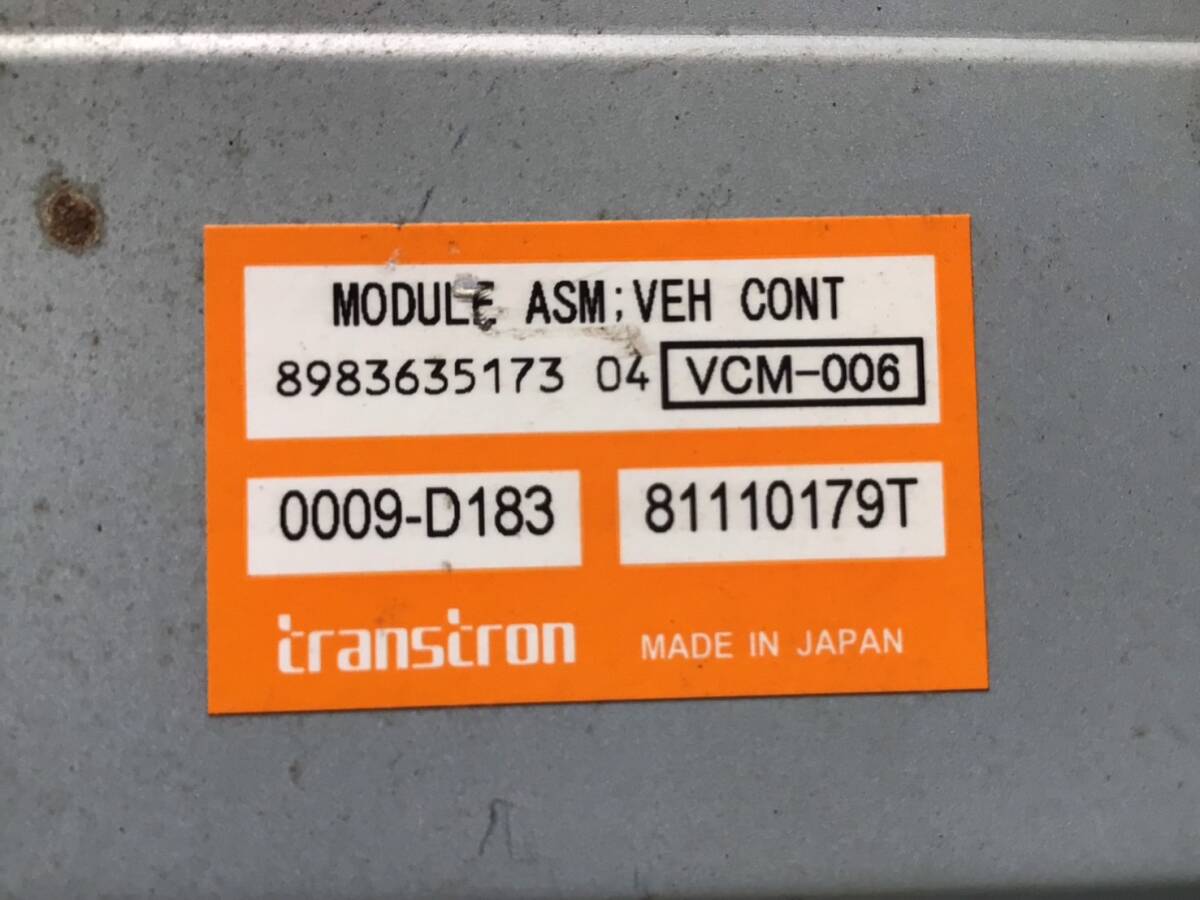 MODULE ASM;VEH CONT
8983635173 04 VCM-006
0009-D183 81110179T
transtron MADE IN JAPAN